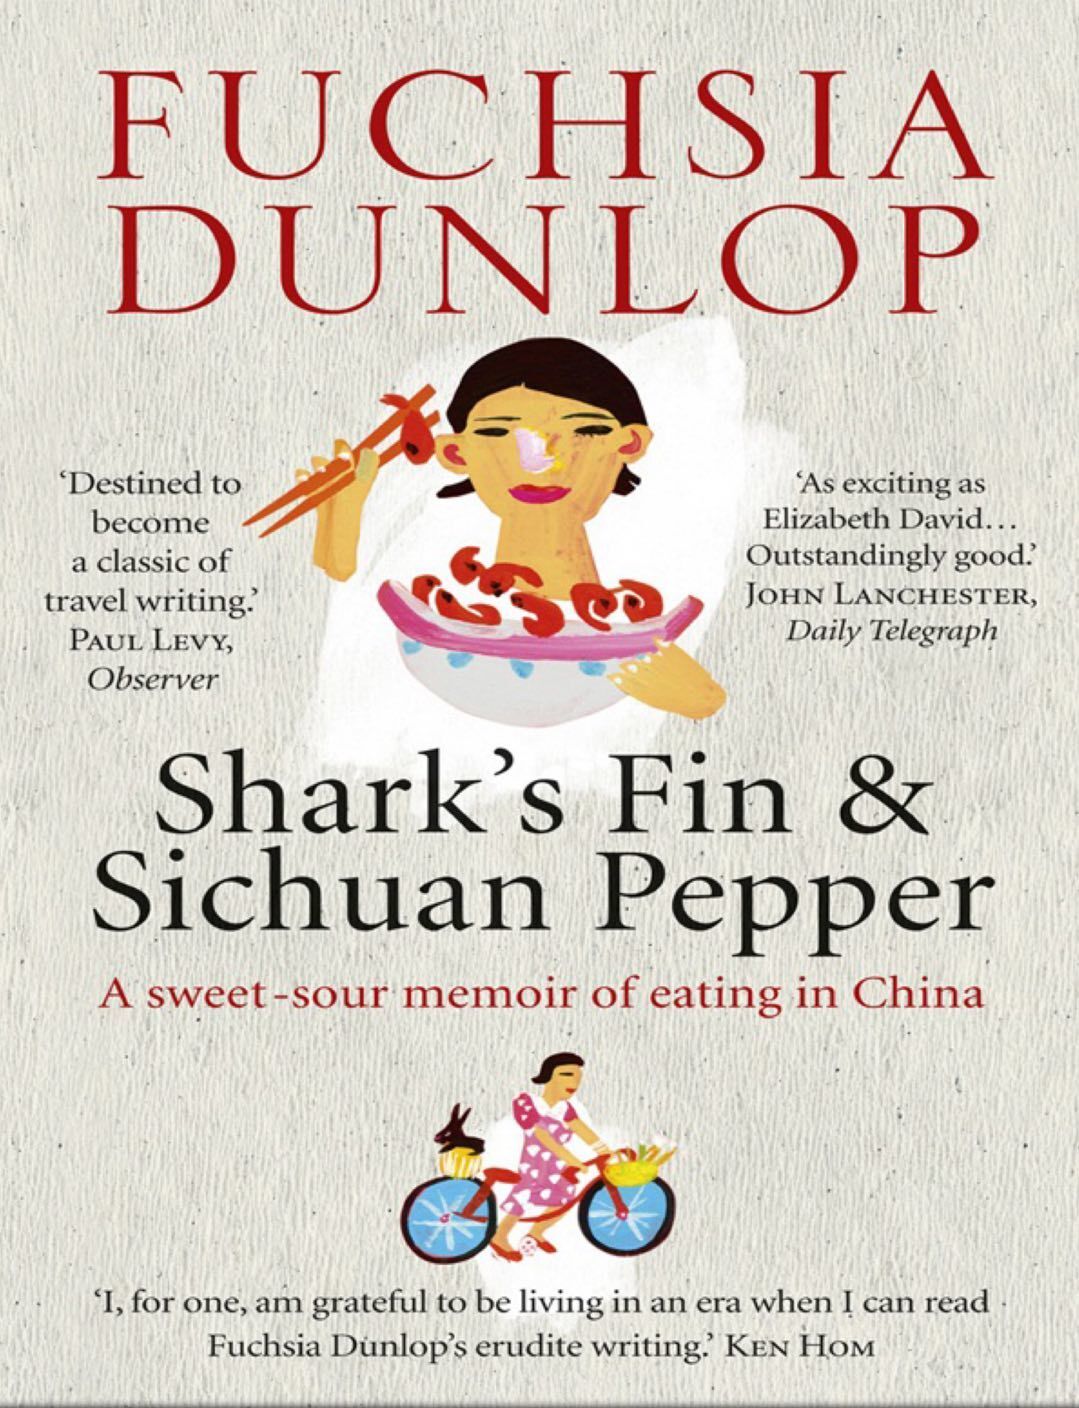 FUCHSIA
DUNLOP
‘Destined to
become
a classic of
travel writing.’
PAUL LEVY,
Observer
‘As exciting as
Elizabeth David...
Outstandingly good.’
JOHN LANCHESTER,
Daily Telegraph
Shark’s Fin &
Sichuan Pepper
A sweet-sour memoir of eating in China
‘I, for one, am grateful to be living in an era when I can read
Fuchsia Dunlop’s erudite writing.’ KEN HOM